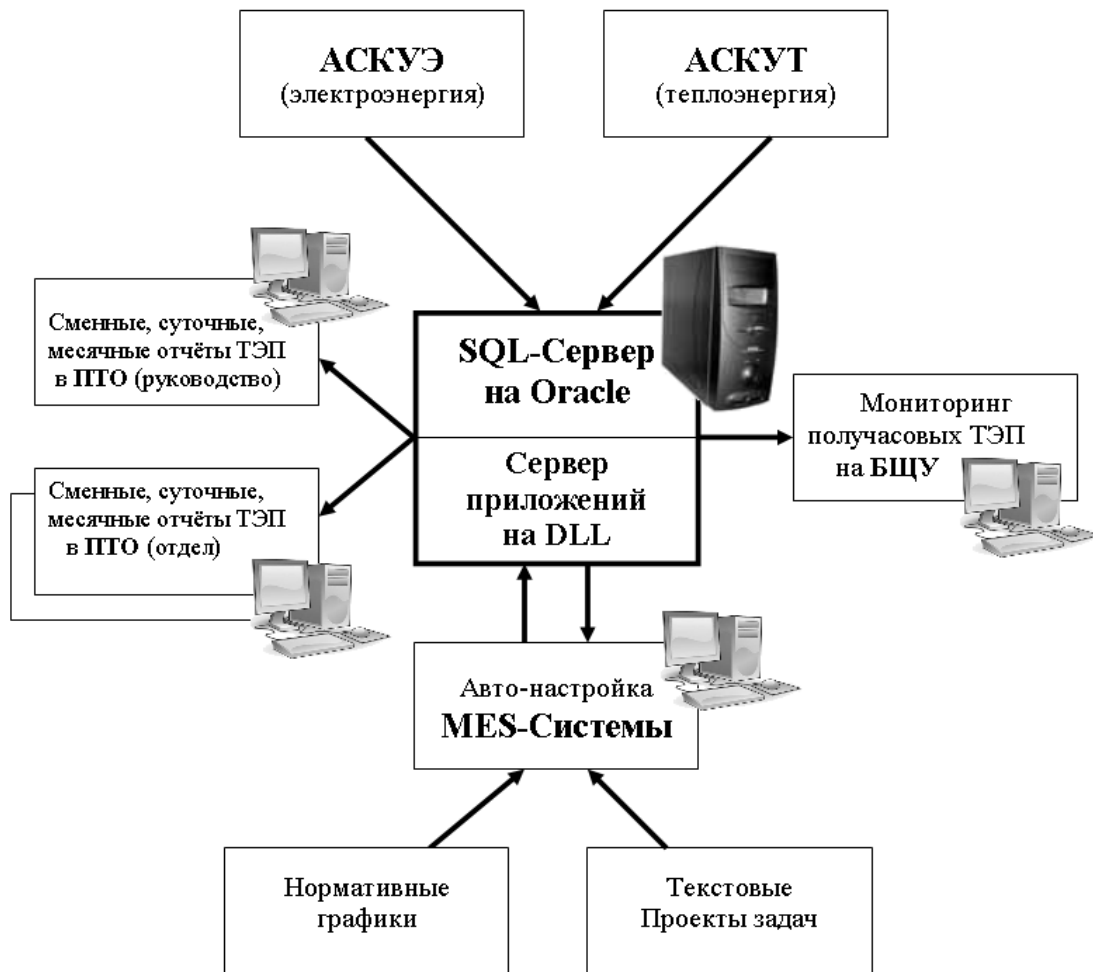 АСКУЭ
(электроэнергия)
АСКУТ
(теплоэнергия)
Сменные, суточные,
месячные отчёты ТЭП
в ПТО (руководство)
SQL-Сервер
на Oracle
Сервер
приложений
на DLL
Мониторинг
получасовых ТЭП
на БЩУ
Сменные, суточные,
месячные отчёты ТЭП
в ПТО (отдел)
Авто-настройка
MES-Системы
Нормативные
графики
Текстовые
Проекты задач